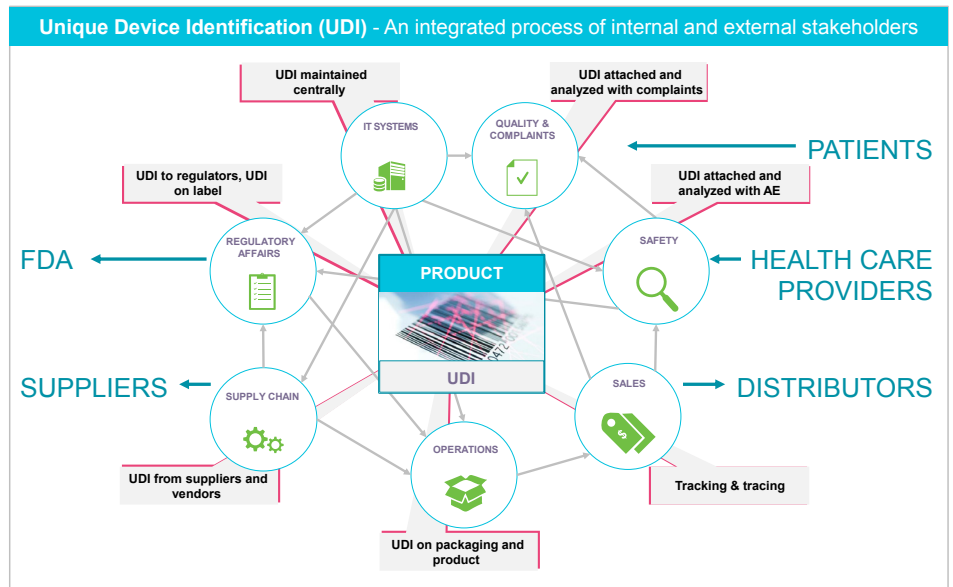 Unique Device Identification (UDI) - An integrated process of internal and external stakeholders
UDI maintained
centrally
UDI attached and
analyzed with complaints
IT SYSTEMS
QUALITY &
COMPLAINTS
PATIENTS
UDI to regulators, UDI
on label
UDI attached and
analyzed with AE
REGULATORY
AFFAIRS
SAFETY
FDA
PRODUCT
HEALTH CARE
PROVIDERS
UDI
SUPPLIERS
SUPPLY CHAIN
SALES
DISTRIBUTORS
$
OPERATIONS
UDI from suppliers and
vendors
Tracking & tracing
UDI on packaging and
product